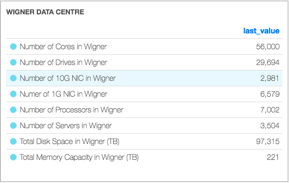 WIGNER DATA CENTRE
last_value
Number of Cores in Wigner 56,000
Number of Drives in Wigner 29,694
Number of 10G NIC in Wigner 2,981
Numer of 1G NIC in Wigner 6,579
Number of Processors in Wigner 7,002
Number of Servers in Wigner 3,504
Total Disk Space in Wigner (TB) 97,315
Total Memory Capacity in Wigner (TB) 221